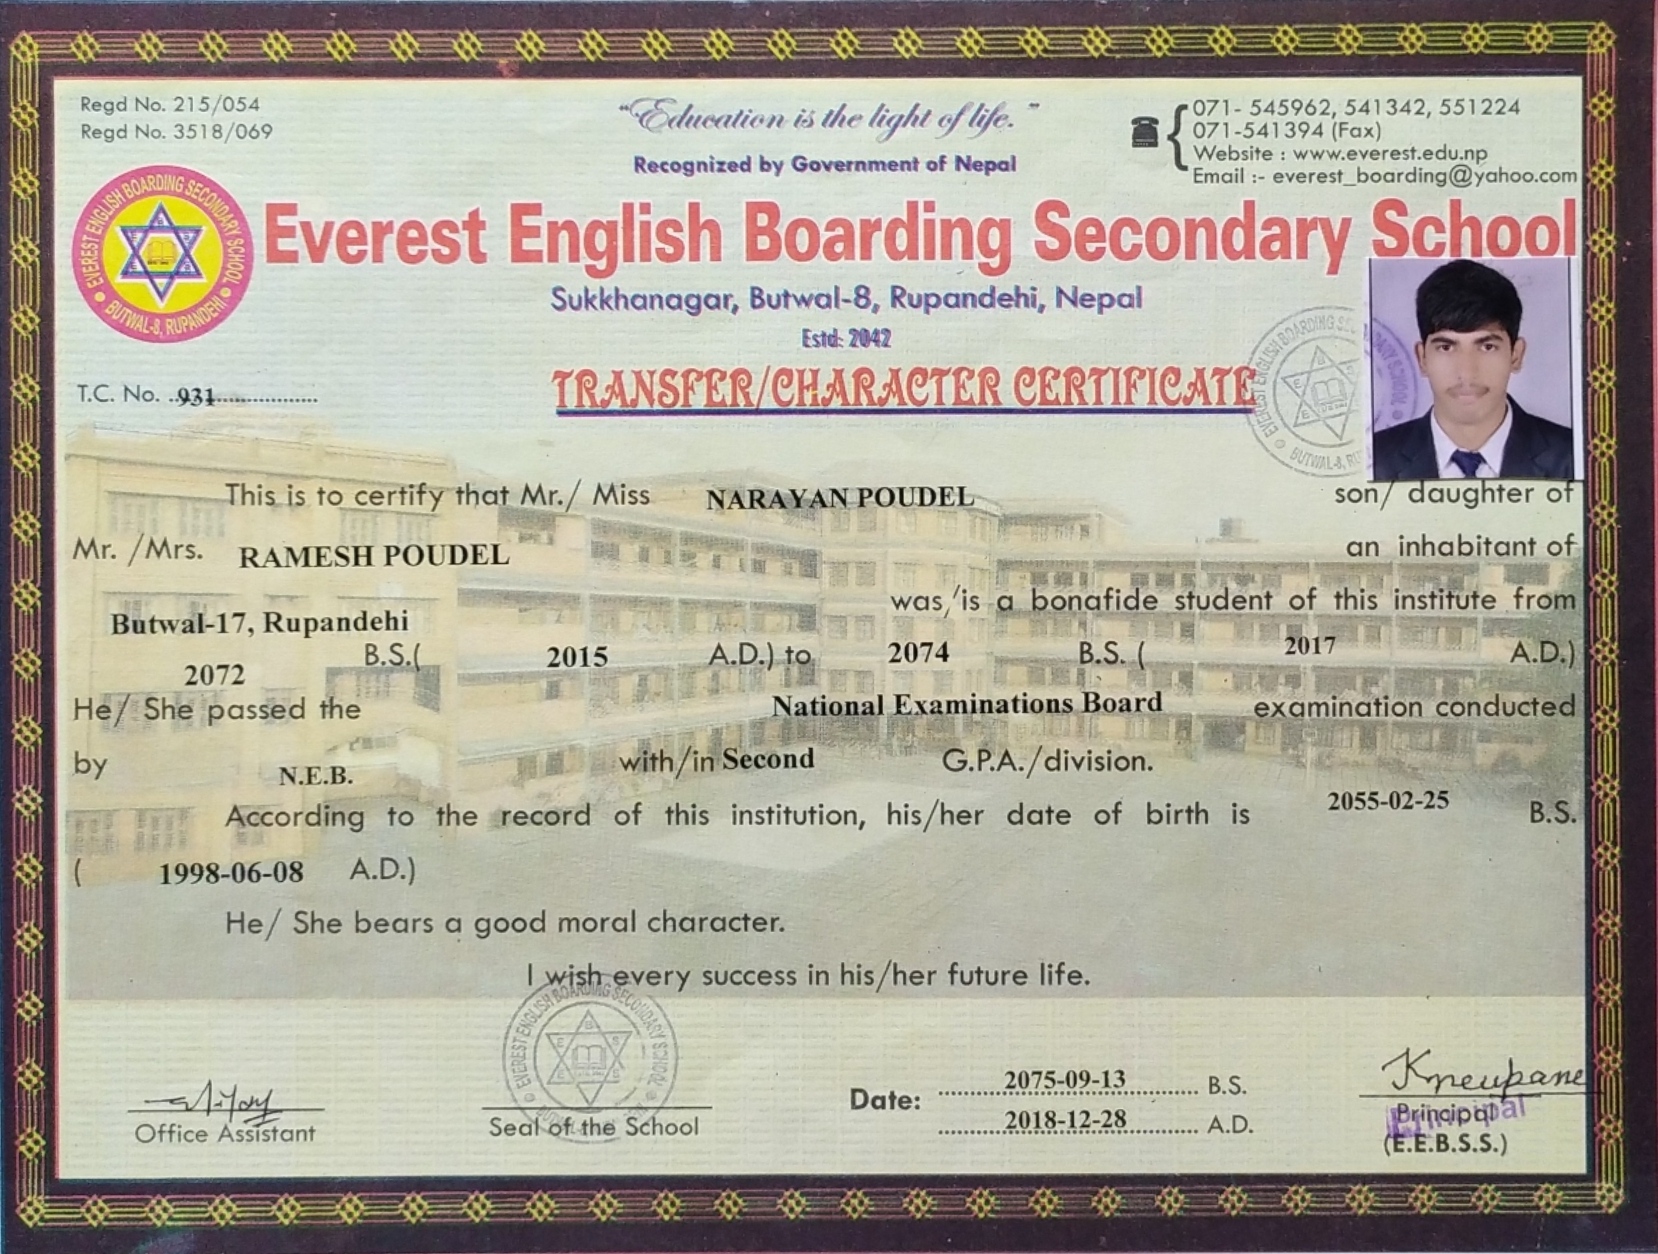 Regd No. 215/054
Regd No. 3518/069
"Education is the light of life."
Recognized by Government of Nepal
071- 545962, 541342, 551224
071-541394 (Fax)
Website : www.everest.edu.np
Email :- everest_boarding@yahoo.com
EVEREST ENGLISH BOARDING SECONDARY SCHOOL
BUTWAL-8, RUPANDEHI
Everest English Boarding Secondary School
Sukkhanagar, Butwal-8, Rupandehi, Nepal
Estd: 2042
T.C. No. ..931....................
TRANSFER/CHARACTER CERTIFICATE
This is to certify that Mr./ Miss NARAYAN POUDEL son/ daughter of
Mr. /Mrs. RAMESH POUDEL an inhabitant of
Butwal-17, Rupandehi was/is a bonafide student of this institute from
2072 B.S.( 2015 A.D.) to 2074 B.S. ( 2017 A.D.)
He/ She passed the National Examinations Board examination conducted
by N.E.B. with/in Second G.P.A./division.
According to the record of this institution, his/her date of birth is 2055-02-25 B.S.
( 1998-06-08 A.D.)
He/ She bears a good moral character.
I wish every success in his/her future life.
EVEREST ENGLISH BOARDING SECONDARY SCHOOL
Office Assistant
Seal of the School
Date: 2075-09-13 B.S.
2018-12-28 A.D.
Kneupane
Principal
Principal
(E.E.B.S.S.)